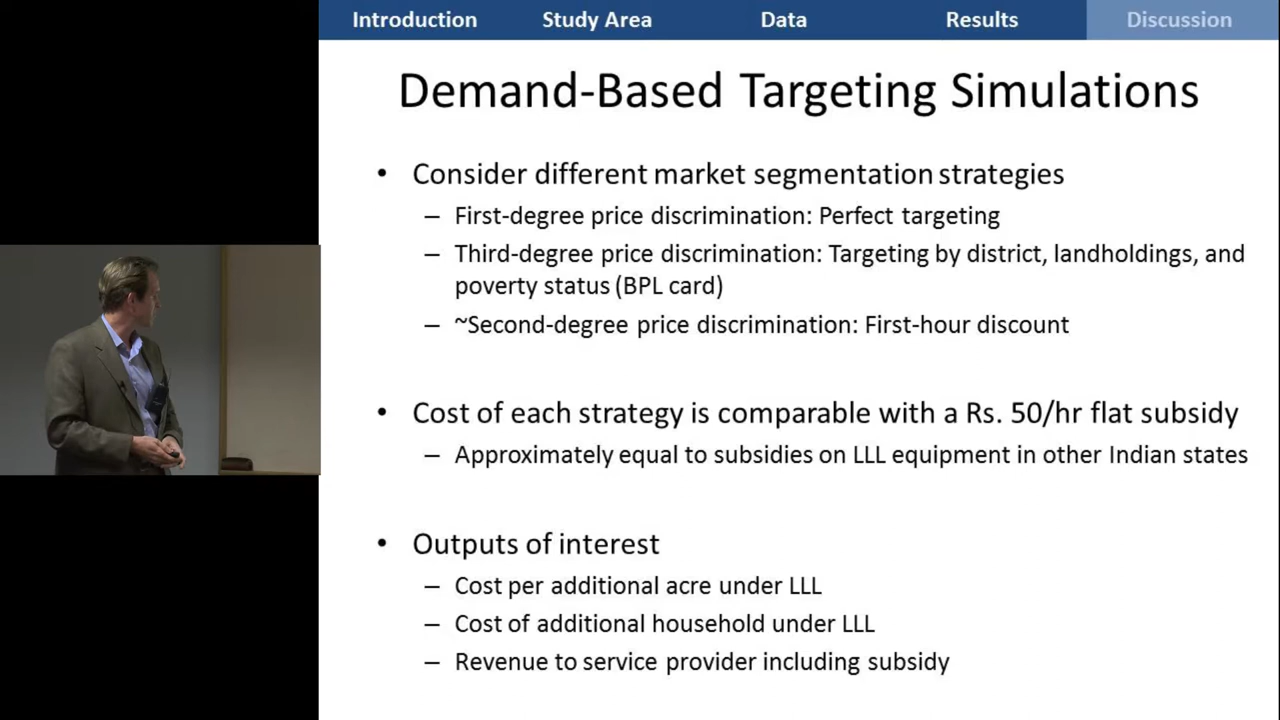 Introduction Study Area Data Results Discussion
Demand-Based Targeting Simulations
• Consider different market segmentation strategies
– First-degree price discrimination: Perfect targeting
– Third-degree price discrimination: Targeting by district, landholdings, and
poverty status (BPL card)
– ~Second-degree price discrimination: First-hour discount
• Cost of each strategy is comparable with a Rs. 50/hr flat subsidy
– Approximately equal to subsidies on LLL equipment in other Indian states
• Outputs of interest
– Cost per additional acre under LLL
– Cost of additional household under LLL
– Revenue to service provider including subsidy